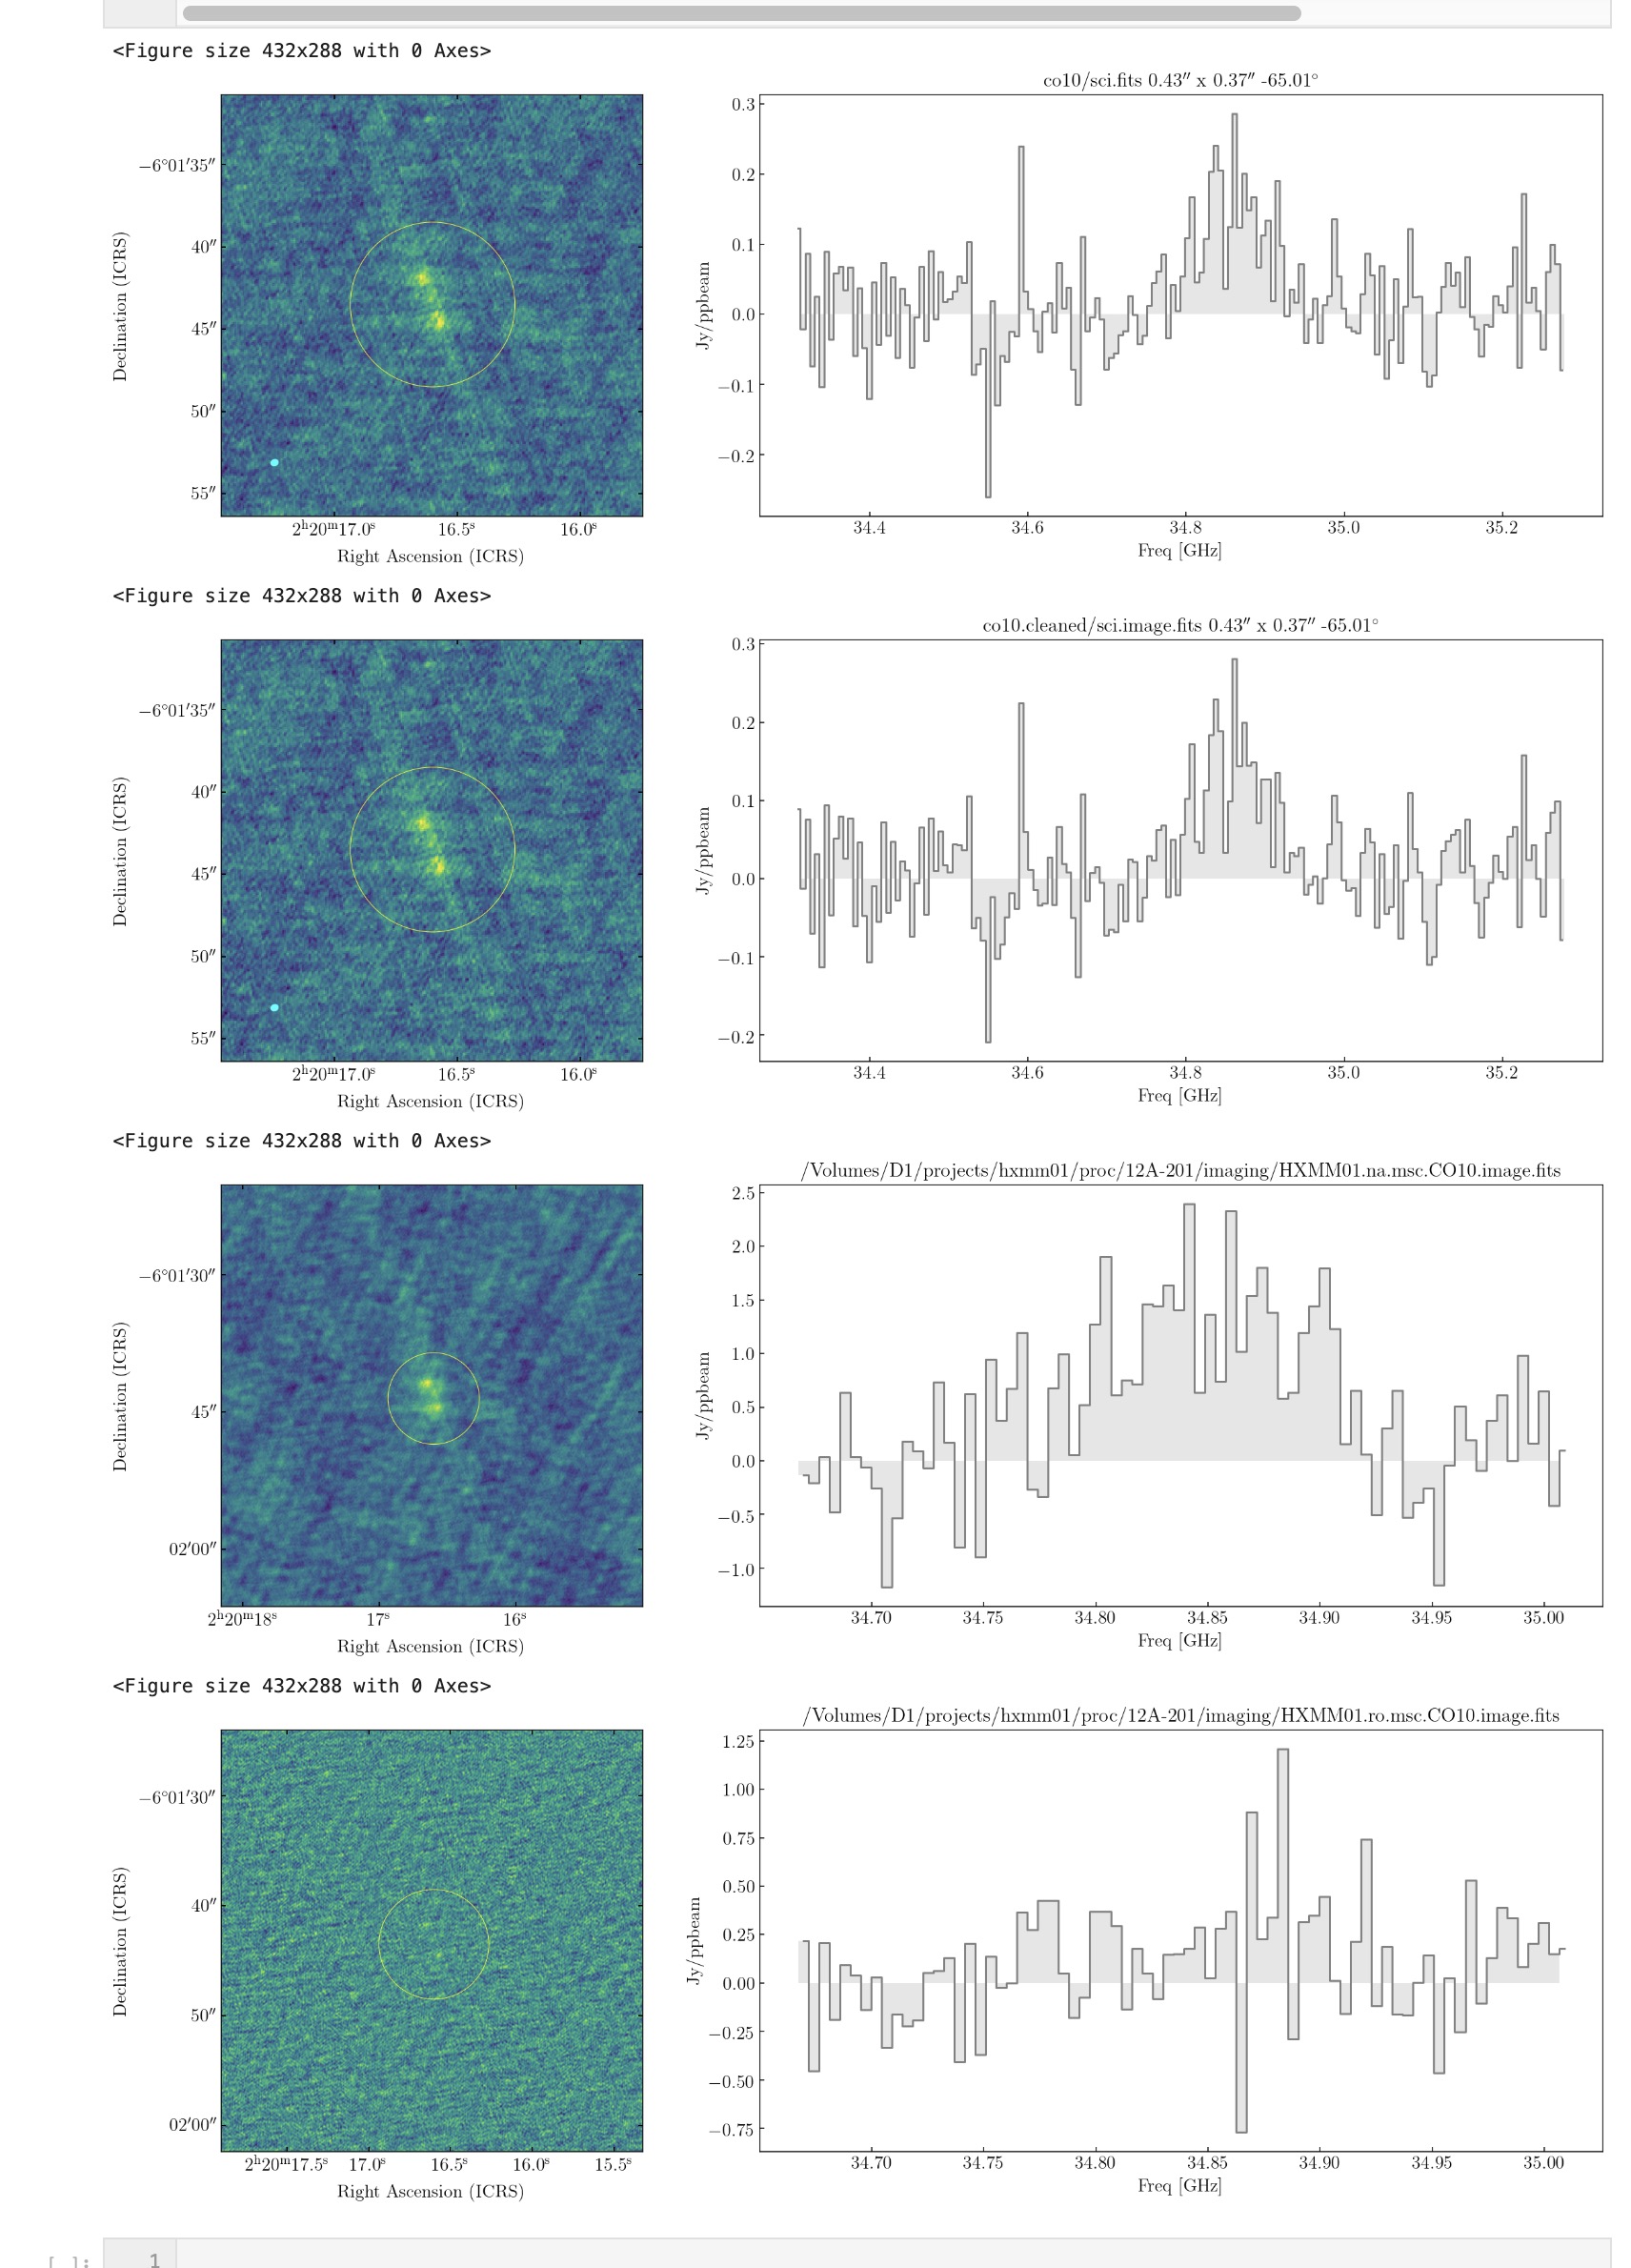 <Figure size 432x288 with 0 Axes>
co10/sci.fits 0.43″ x 0.37″ -65.01°
Declination (ICRS)
−6°01′35″
40″
45″
50″
55″
2ʰ20ᵐ17.0ˢ 16.5ˢ 16.0ˢ
Right Ascension (ICRS)
Jy/ppbeam
0.3
0.2
0.1
0.0
−0.1
−0.2
34.4 34.6 34.8 35.0 35.2
Freq [GHz]
<Figure size 432x288 with 0 Axes>
co10.cleaned/sci.image.fits 0.43″ x 0.37″ -65.01°
Declination (ICRS)
−6°01′35″
40″
45″
50″
55″
2ʰ20ᵐ17.0ˢ 16.5ˢ 16.0ˢ
Right Ascension (ICRS)
Jy/ppbeam
0.3
0.2
0.1
0.0
−0.1
−0.2
34.4 34.6 34.8 35.0 35.2
Freq [GHz]
<Figure size 432x288 with 0 Axes>
/Volumes/D1/projects/hxmm01/proc/12A-201/imaging/HXMM01.na.msc.CO10.image.fits
Declination (ICRS)
−6°01′30″
45″
02′00″
2ʰ20ᵐ18ˢ 17ˢ 16ˢ
Right Ascension (ICRS)
Jy/ppbeam
2.5
2.0
1.5
1.0
0.5
0.0
−0.5
−1.0
34.70 34.75 34.80 34.85 34.90 34.95 35.00
Freq [GHz]
<Figure size 432x288 with 0 Axes>
/Volumes/D1/projects/hxmm01/proc/12A-201/imaging/HXMM01.ro.msc.CO10.image.fits
Declination (ICRS)
−6°01′30″
40″
50″
02′00″
2ʰ20ᵐ17.5ˢ 17.0ˢ 16.5ˢ 16.0ˢ 15.5ˢ
Right Ascension (ICRS)
Jy/ppbeam
1.25
1.00
0.75
0.50
0.25
0.00
−0.25
−0.50
−0.75
34.70 34.75 34.80 34.85 34.90 34.95 35.00
Freq [GHz]
[ ]: 1